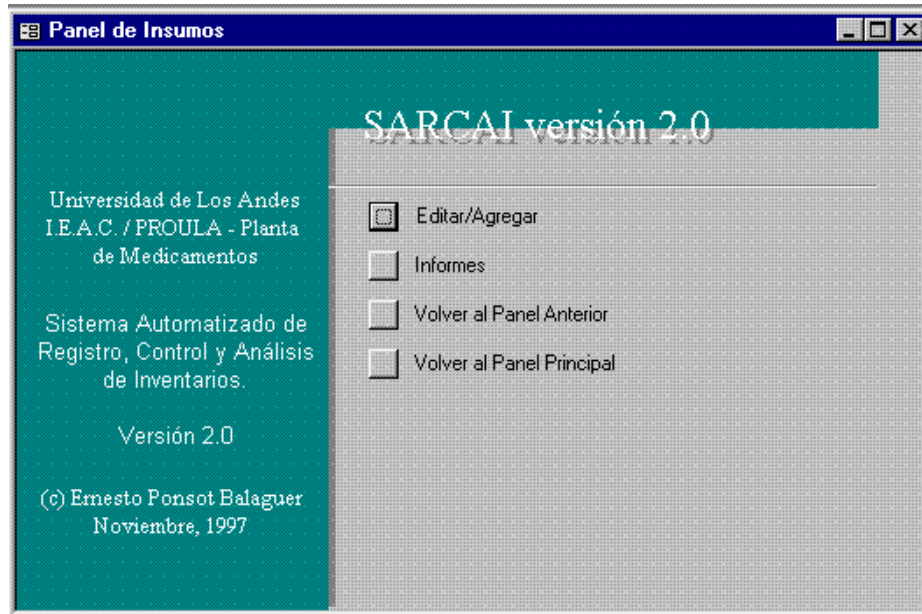 Panel de Insumos
SARCAI versión 2.0
Universidad de Los Andes
I.E.A.C. / PROULA - Planta
de Medicamentos
Sistema Automatizado de
Registro, Control y Análisis
de Inventarios.
Versión 2.0
(c) Ernesto Ponsot Balaguer
Noviembre, 1997
Editar/Agregar
Informes
Volver al Panel Anterior
Volver al Panel Principal